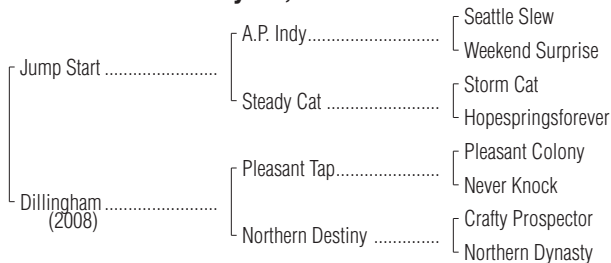 Seattle Slew
A.P. Indy
Weekend Surprise
Jump Start
Storm Cat
Steady Cat
Hopespringsforever
Pleasant Colony
Pleasant Tap
Never Knock
Dillingham
(2008)
Crafty Prospector
Northern Destiny
Northern Dynasty